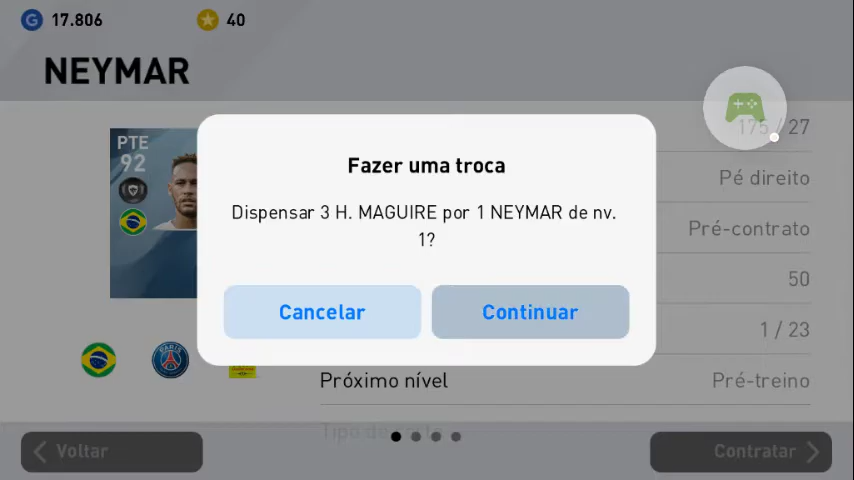 17.806
40
NEYMAR
PTE
92
175 / 27
Pé direito
Pré-contrato
50
1 / 23
Fazer uma troca
Dispensar 3 H. MAGUIRE por 1 NEYMAR de nv.
1?
Cancelar
Continuar
Próximo nível
Pré-treino
Voltar
Contratar